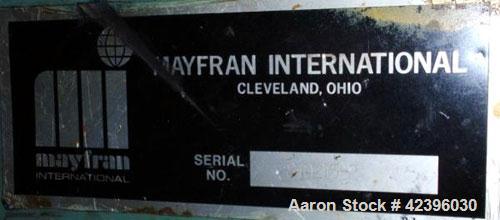 MAYFRAN INTERNATIONAL
CLEVELAND, OHIO
mayfran
INTERNATIONAL
SERIAL
NO.
Aaron Stock # 42396030